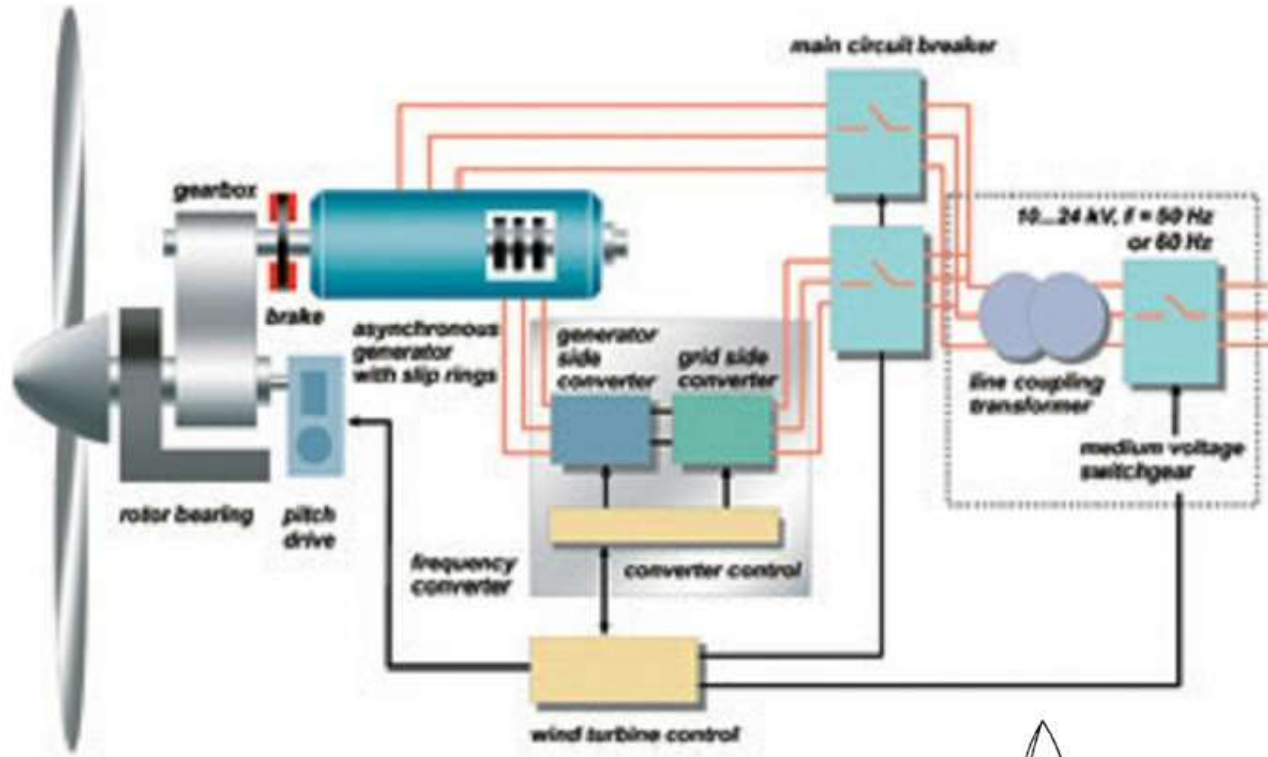 main circuit breaker
gearbox
10...24 kV, f = 50 Hz
or 60 Hz
brake
asynchronous
generator
with slip rings
generator
side
converter
grid side
converter
line coupling
transformer
medium voltage
switchgear
rotor bearing
pitch
drive
frequency
converter
converter control
wind turbine control